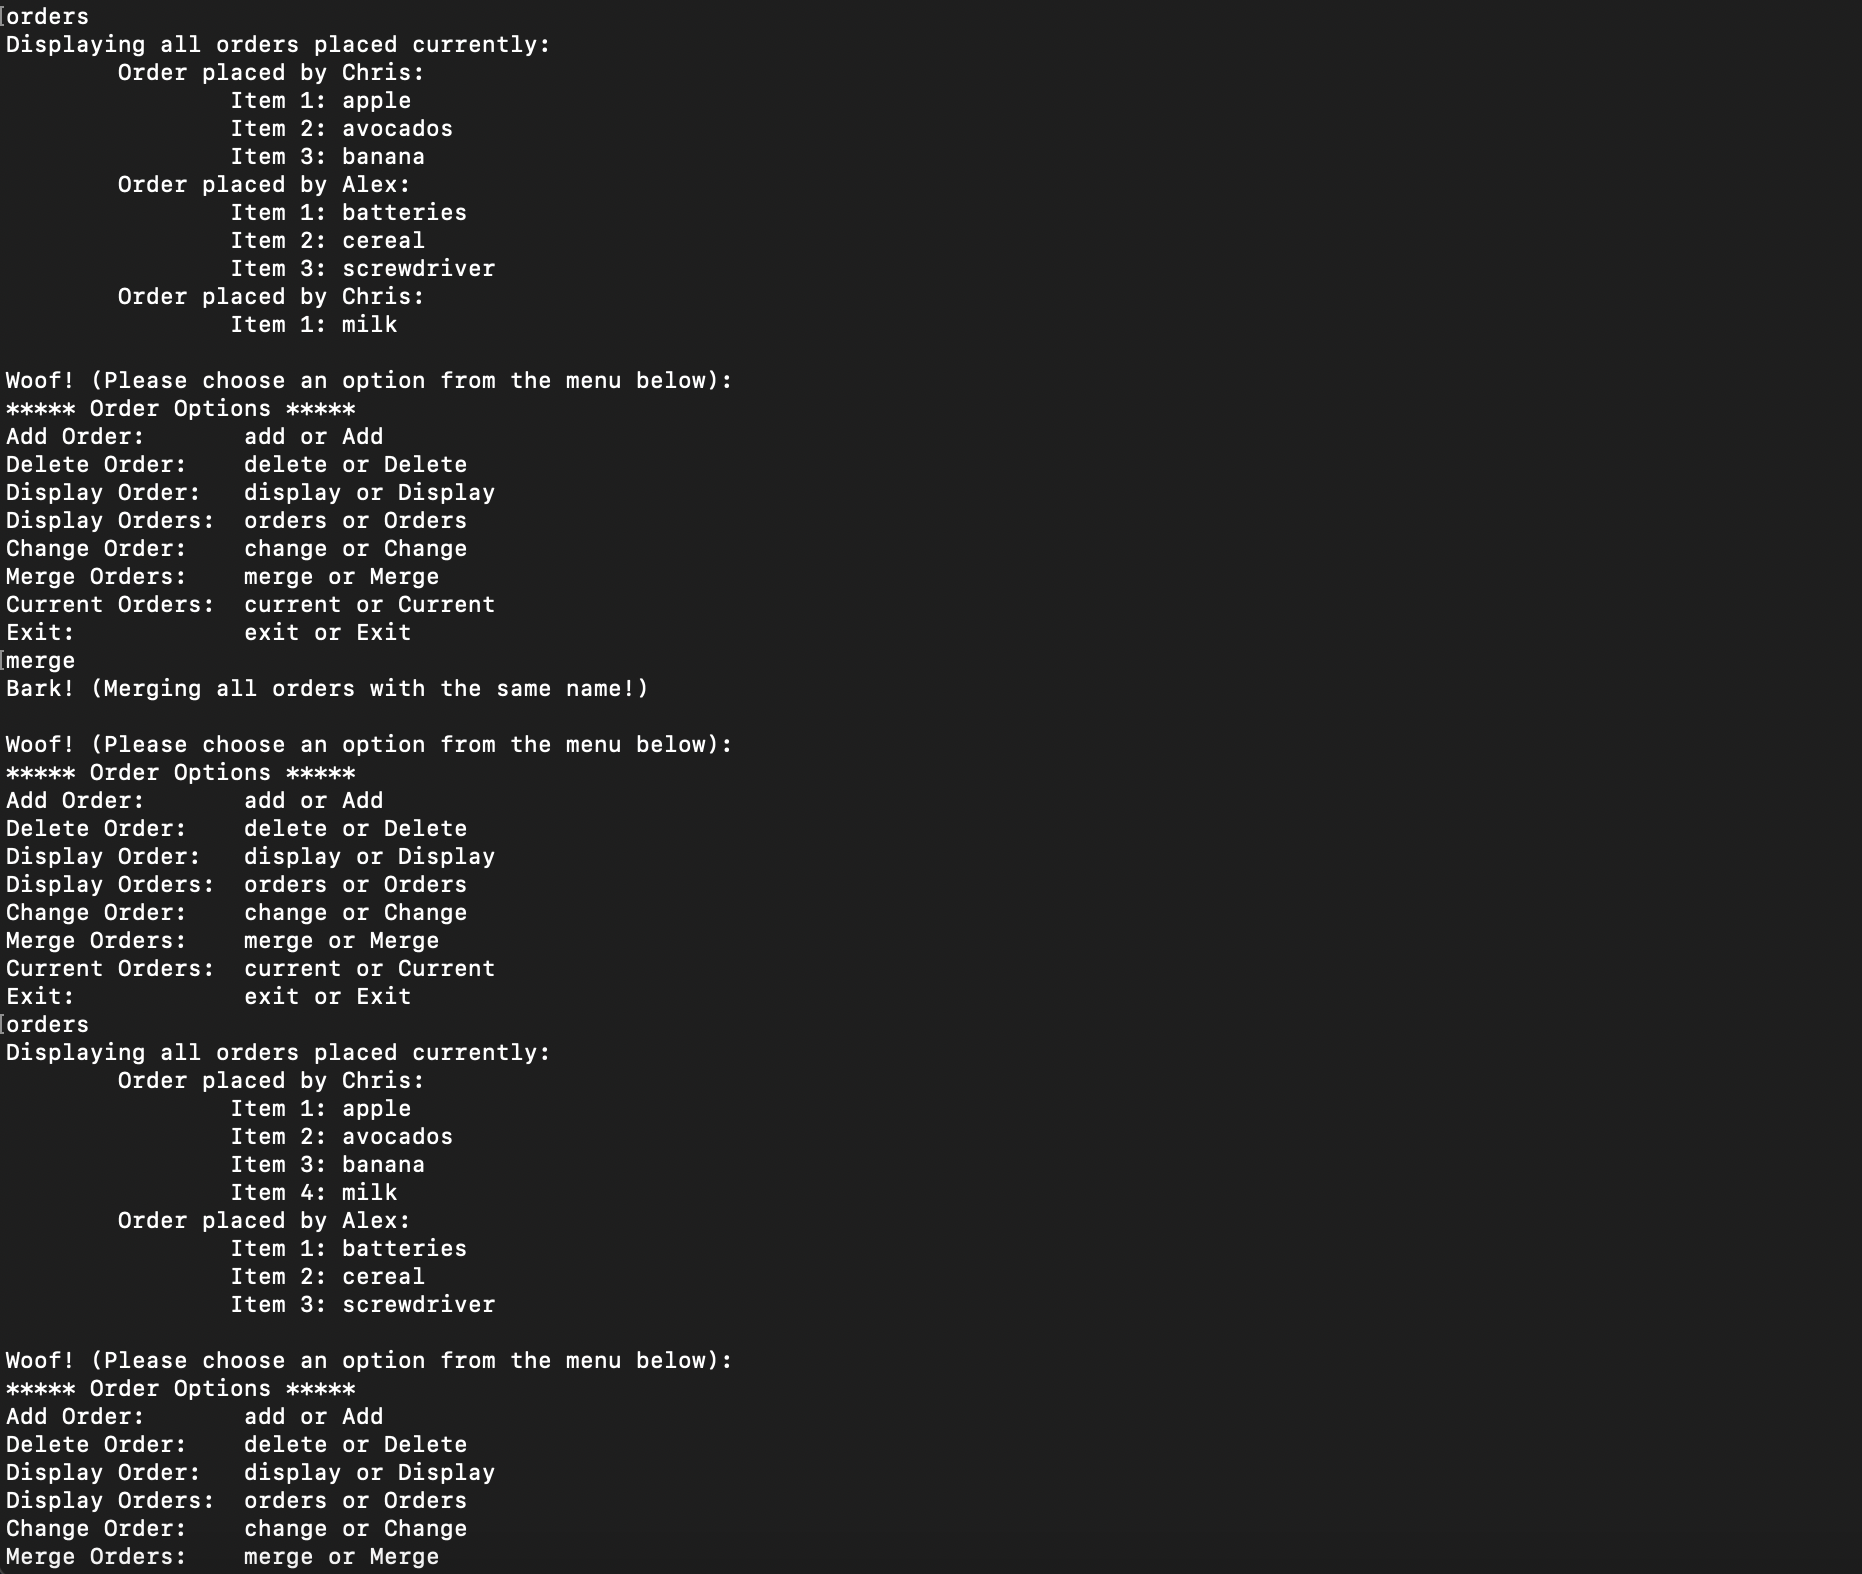 orders
Displaying all orders placed currently:
        Order placed by Chris:
                Item 1: apple
                Item 2: avocados
                Item 3: banana
        Order placed by Alex:
                Item 1: batteries
                Item 2: cereal
                Item 3: screwdriver
        Order placed by Chris:
                Item 1: milk

Woof! (Please choose an option from the menu below):
***** Order Options *****
Add Order:       add or Add
Delete Order:    delete or Delete
Display Order:   display or Display
Display Orders:  orders or Orders
Change Order:    change or Change
Merge Orders:    merge or Merge
Current Orders:  current or Current
Exit:            exit or Exit
merge
Bark! (Merging all orders with the same name!)

Woof! (Please choose an option from the menu below):
***** Order Options *****
Add Order:       add or Add
Delete Order:    delete or Delete
Display Order:   display or Display
Display Orders:  orders or Orders
Change Order:    change or Change
Merge Orders:    merge or Merge
Current Orders:  current or Current
Exit:            exit or Exit
orders
Displaying all orders placed currently:
        Order placed by Chris:
                Item 1: apple
                Item 2: avocados
                Item 3: banana
                Item 4: milk
        Order placed by Alex:
                Item 1: batteries
                Item 2: cereal
                Item 3: screwdriver

Woof! (Please choose an option from the menu below):
***** Order Options *****
Add Order:       add or Add
Delete Order:    delete or Delete
Display Order:   display or Display
Display Orders:  orders or Orders
Change Order:    change or Change
Merge Orders:    merge or Merge